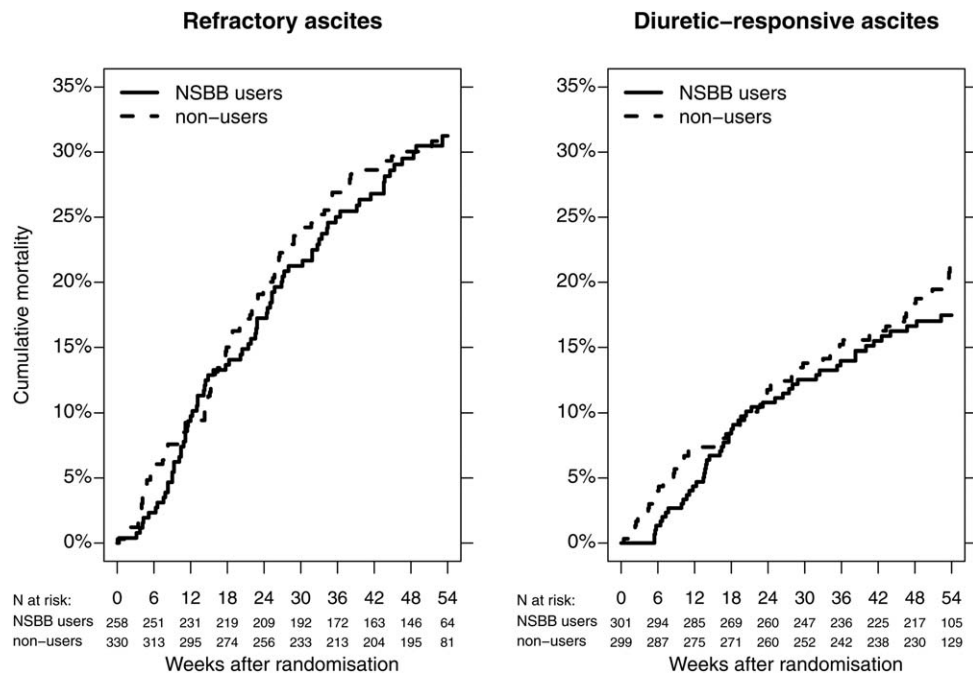 Refractory ascites
Diuretic−responsive ascites
Cumulative mortality
35%
30%
25%
20%
15%
10%
5%
0%
NSBB users
non−users
N at risk:
0 6 12 18 24 30 36 42 48 54
NSBB users 258 251 231 219 209 192 172 163 146 64
non−users 330 313 295 274 256 233 213 204 195 81
Weeks after randomisation
35%
30%
25%
20%
15%
10%
5%
0%
NSBB users
non−users
N at risk:
0 6 12 18 24 30 36 42 48 54
NSBB users 301 294 285 269 260 247 236 225 217 105
non−users 299 287 275 271 260 252 242 238 230 129
Weeks after randomisation